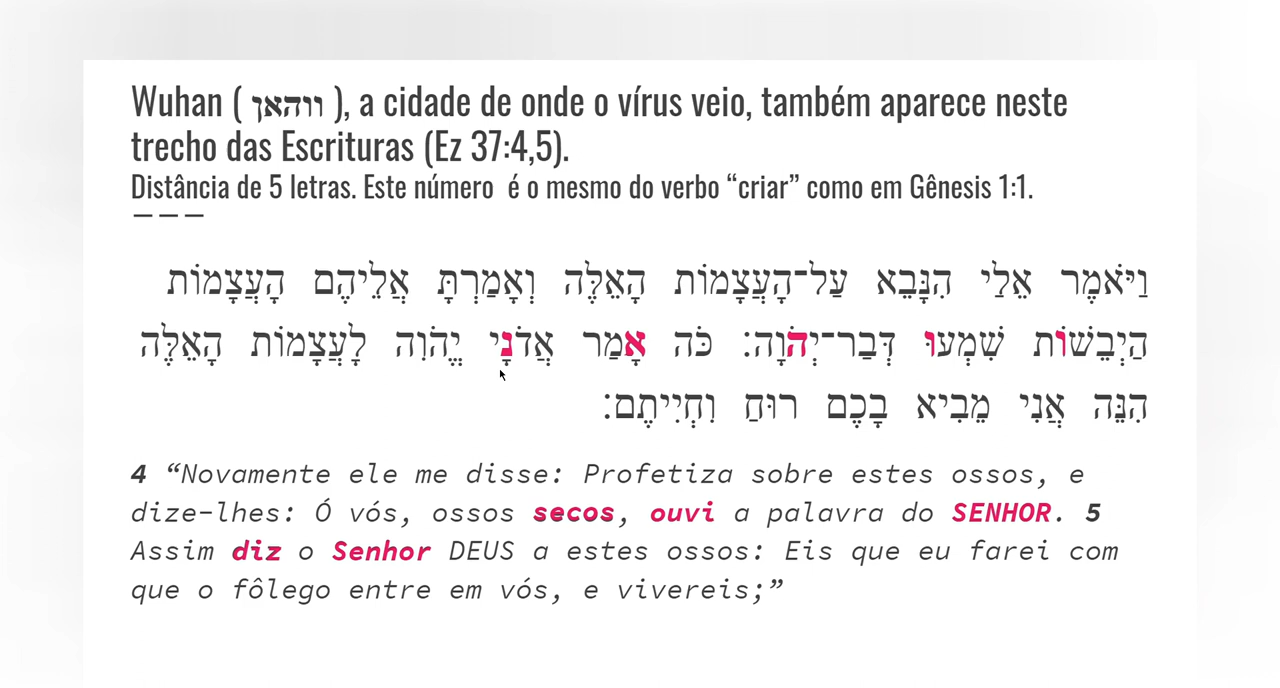 Wuhan ( ווהאן ), a cidade de onde o vírus veio, também aparece neste
trecho das Escrituras (Ez 37:4,5).
Distância de 5 letras. Este número é o mesmo do verbo “criar” como em Gênesis 1:1.
———
וַיֹּאמֶר אֵלַי הִנָּבֵא עַל־הָעֲצָמוֹת הָאֵלֶּה וְאָמַרְתָּ אֲלֵיהֶם הָעֲצָמוֹת
הַיְבֵשׁוֹת שִׁמְעוּ דְּבַר־יְהֹוָה׃ כֹּה אָמַר אֲדֹנָי יֱהֹוִה לָעֲצָמוֹת הָאֵלֶּה
הִנֵּה אֲנִי מֵבִיא בָכֶם רוּחַ וִחְיִיתֶם׃
4 “Novamente ele me disse: Profetiza sobre estes ossos, e
dize-lhes: Ó vós, ossos secos, ouvi a palavra do SENHOR. 5
Assim diz o Senhor DEUS a estes ossos: Eis que eu farei com
que o fôlego entre em vós, e vivereis;”